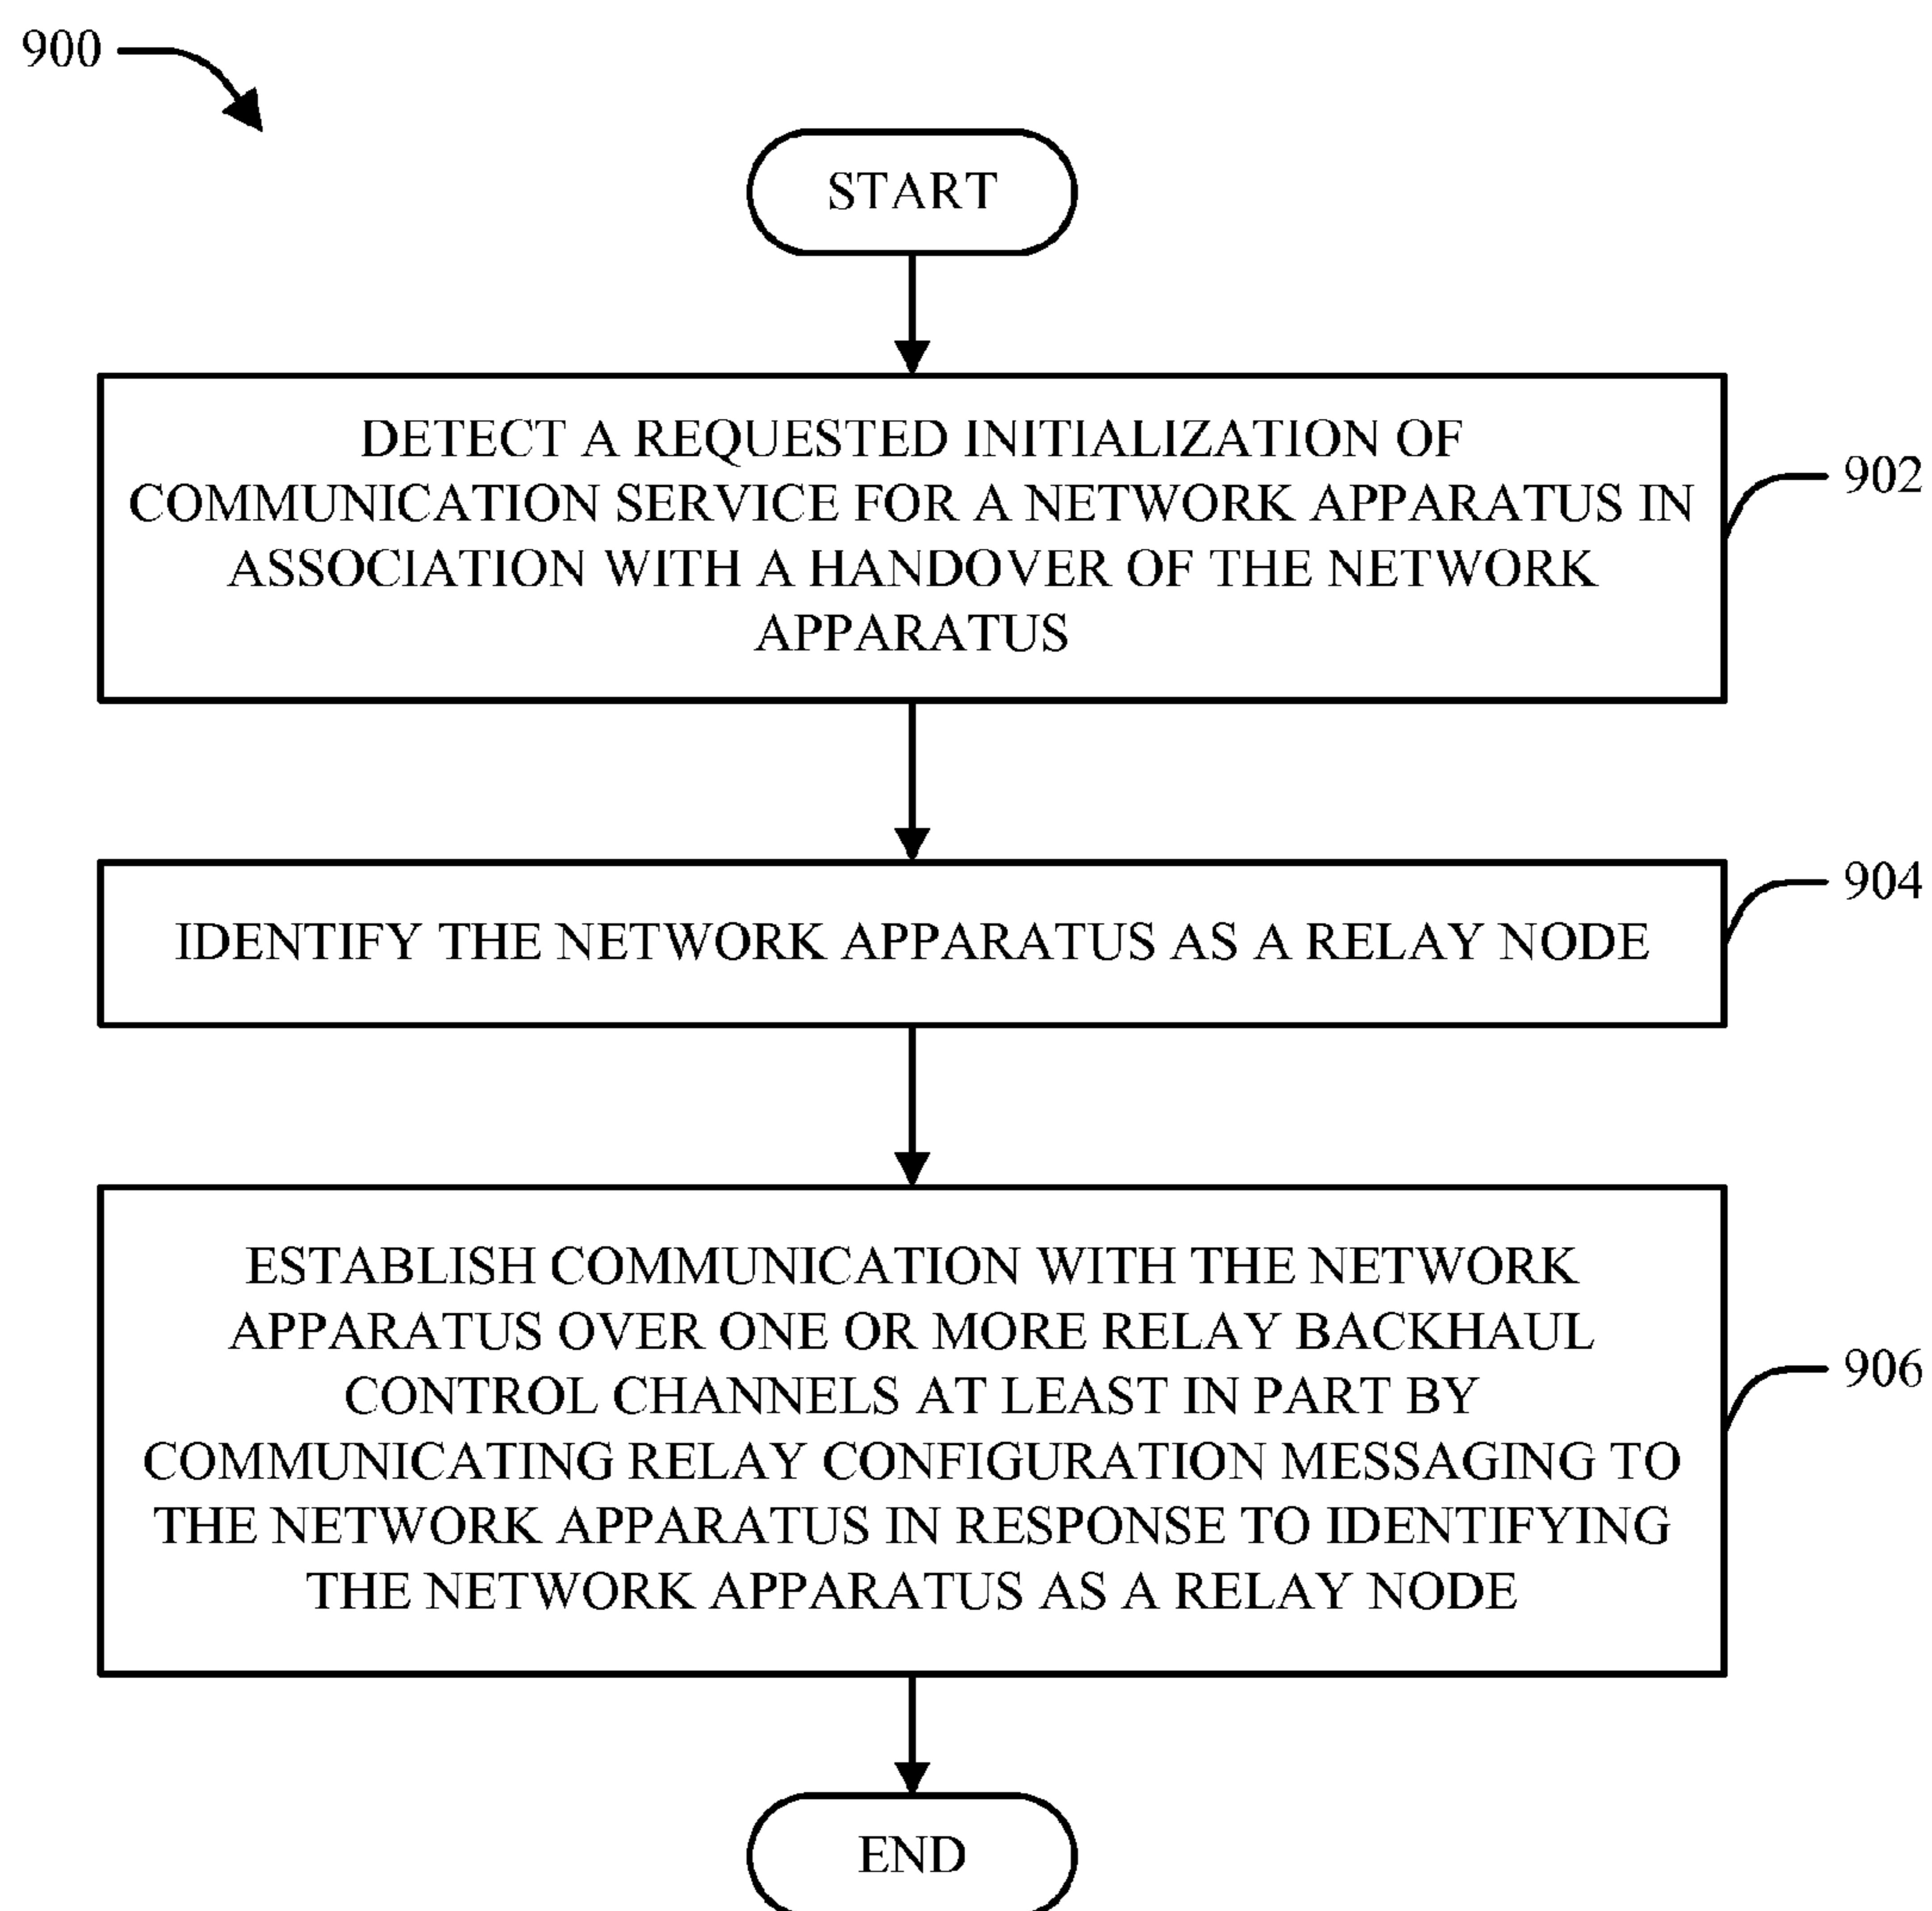 900
START
DETECT A REQUESTED INITIALIZATION OF
COMMUNICATION SERVICE FOR A NETWORK APPARATUS IN
ASSOCIATION WITH A HANDOVER OF THE NETWORK
APPARATUS
902
IDENTIFY THE NETWORK APPARATUS AS A RELAY NODE
904
ESTABLISH COMMUNICATION WITH THE NETWORK
APPARATUS OVER ONE OR MORE RELAY BACKHAUL
CONTROL CHANNELS AT LEAST IN PART BY
COMMUNICATING RELAY CONFIGURATION MESSAGING TO
THE NETWORK APPARATUS IN RESPONSE TO IDENTIFYING
THE NETWORK APPARATUS AS A RELAY NODE
906
END